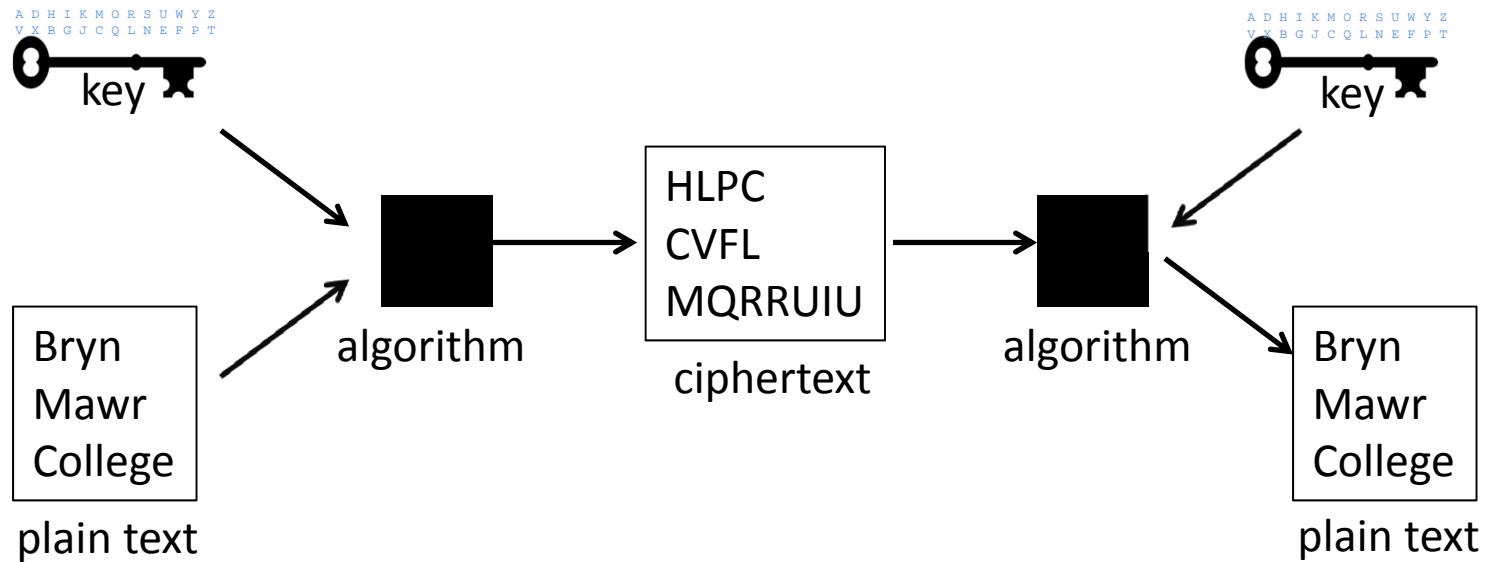 A D H I K M O R S U W Y Z
V X B G J C Q L N E F P T
key
Bryn
Mawr
College
plain text
algorithm
HLPC
CVFL
MQRRUIU
ciphertext
algorithm
A D H I K M O R S U W Y Z
V X B G J C Q L N E F P T
key
Bryn
Mawr
College
plain text